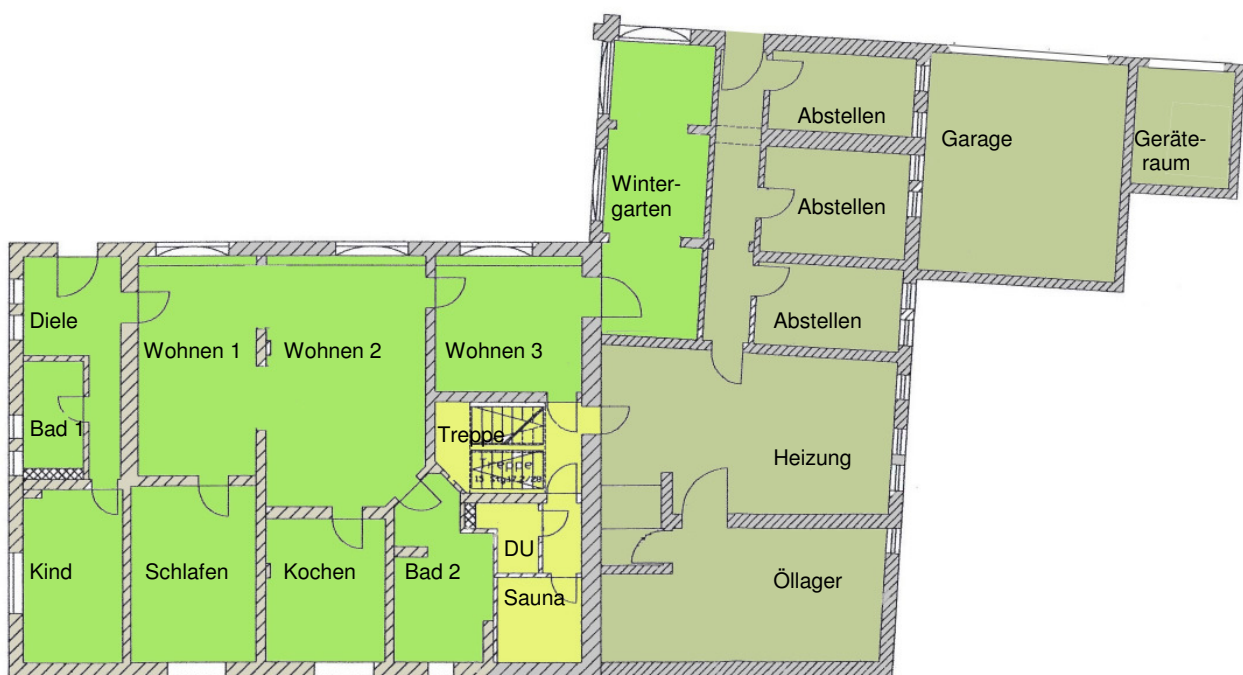 Abstellen
Garage
Geräte-
raum
Winter-
garten
Abstellen
Diele
Abstellen
Wohnen 1
Wohnen 2
Wohnen 3
Bad 1
Treppe
Treppe
Heizung
DU
Kind
Schlafen
Kochen
Bad 2
Öllager
Sauna